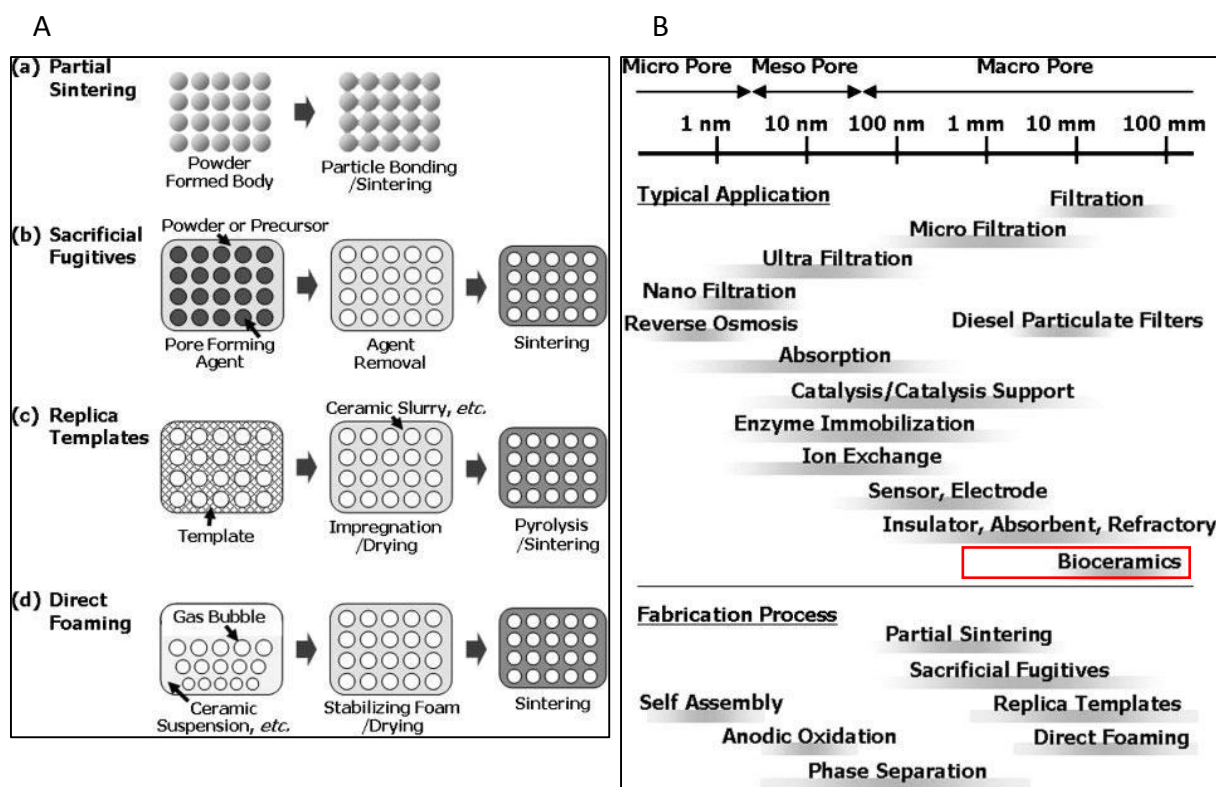 A
B
(a) Partial
Sintering
Powder
Formed Body
Particle Bonding
/Sintering
(b) Sacrificial
Fugitives
Powder or Precursor
Pore Forming
Agent
Agent
Removal
Sintering
(c) Replica
Templates
Ceramic Slurry, etc.
Template
Impregnation
/Drying
Pyrolysis
/Sintering
(d) Direct
Foaming
Gas Bubble
Ceramic
Suspension, etc.
Stabilizing Foam
/Drying
Sintering
Micro Pore Meso Pore Macro Pore
1 nm 10 nm 100 nm 1 mm 10 mm 100 mm
Typical Application
Filtration
Micro Filtration
Ultra Filtration
Nano Filtration
Reverse Osmosis Diesel Particulate Filters
Absorption
Catalysis/Catalysis Support
Enzyme Immobilization
Ion Exchange
Sensor, Electrode
Insulator, Absorbent, Refractory
Bioceramics
Fabrication Process
Partial Sintering
Sacrificial Fugitives
Self Assembly Replica Templates
Anodic Oxidation Direct Foaming
Phase Separation